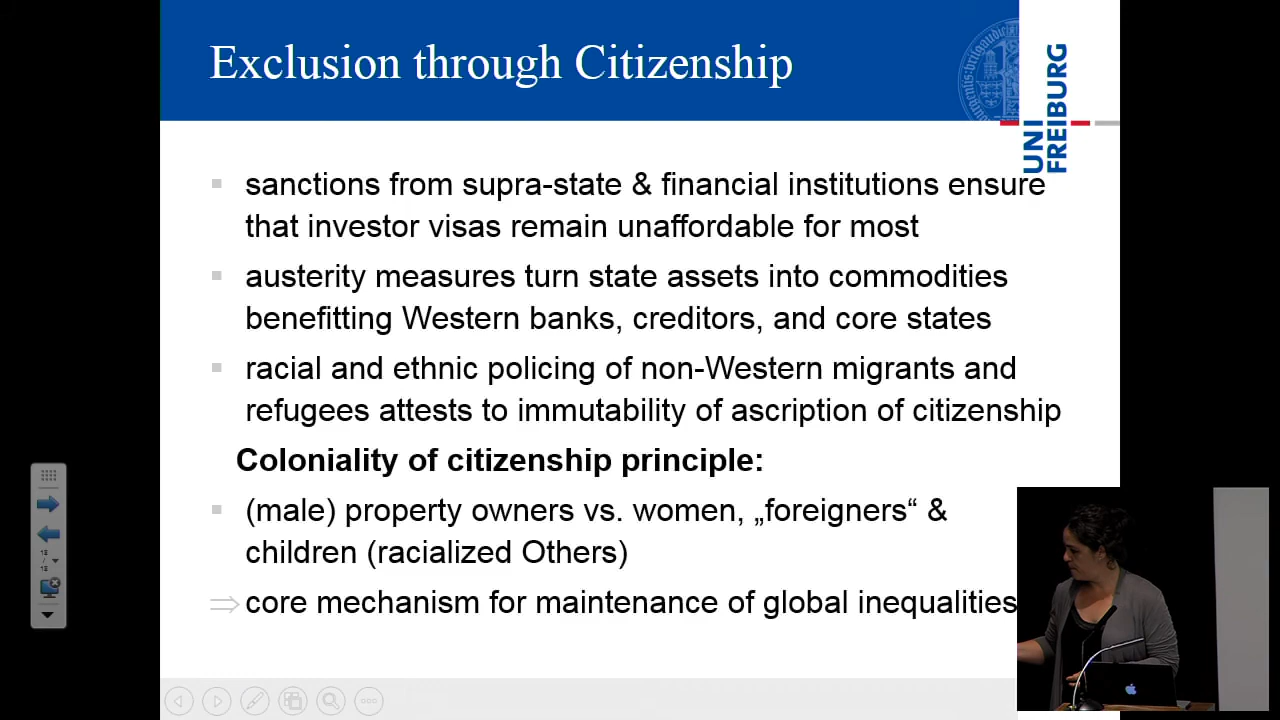 Exclusion through Citizenship
UNI
FREIBURG
sanctions from supra-state & financial institutions ensure
that investor visas remain unaffordable for most
austerity measures turn state assets into commodities
benefitting Western banks, creditors, and core states
racial and ethnic policing of non-Western migrants and
refugees attests to immutability of ascription of citizenship
Coloniality of citizenship principle:
(male) property owners vs. women, „foreigners“ &
children (racialized Others)
⇒ core mechanism for maintenance of global inequalities